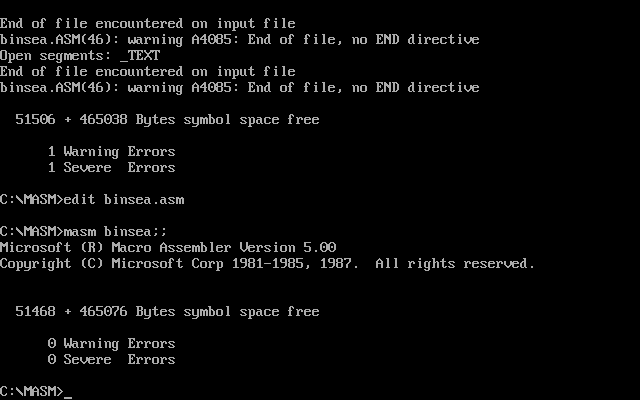 End of file encountered on input file
binsea.ASM(46): warning A4085: End of file, no END directive
Open segments: _TEXT
End of file encountered on input file
binsea.ASM(46): warning A4085: End of file, no END directive
51506 + 465038 Bytes symbol space free
1 Warning Errors
1 Severe  Errors
C:\MASM>edit binsea.asm
C:\MASM>masm binsea;;
Microsoft (R) Macro Assembler Version 5.00
Copyright (C) Microsoft Corp 1981-1985, 1987.  All rights reserved.
51468 + 465076 Bytes symbol space free
0 Warning Errors
0 Severe  Errors
C:\MASM>_